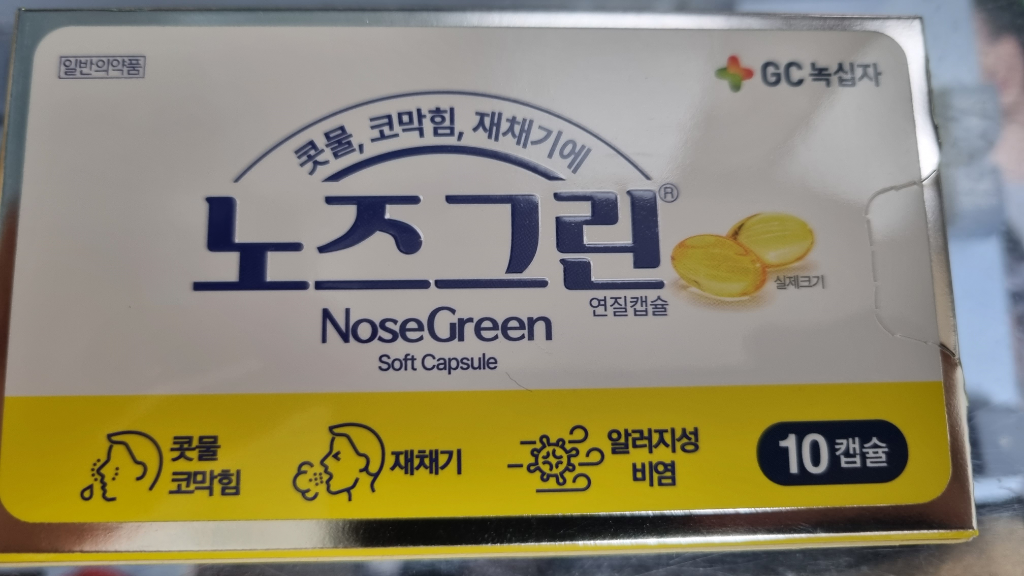 일반의약품
GC녹십자
콧물, 코막힘, 재채기에
노즈그린®
실제크기
연질캡슐
NoseGreen
Soft Capsule
콧물
코막힘
재채기
알러지성
비염
10캡슐